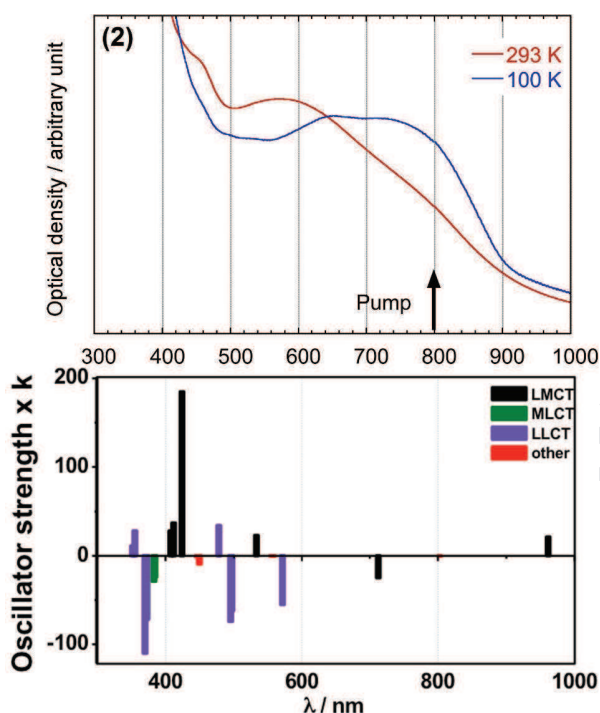 (2)
293 K
100 K
Optical density / arbitrary unit
Pump
300 400 500 600 700 800 900 1000
200
100
0
-100
Oscillator strength x k
LMCT
MLCT
LLCT
other
400 600 800 1000
λ / nm